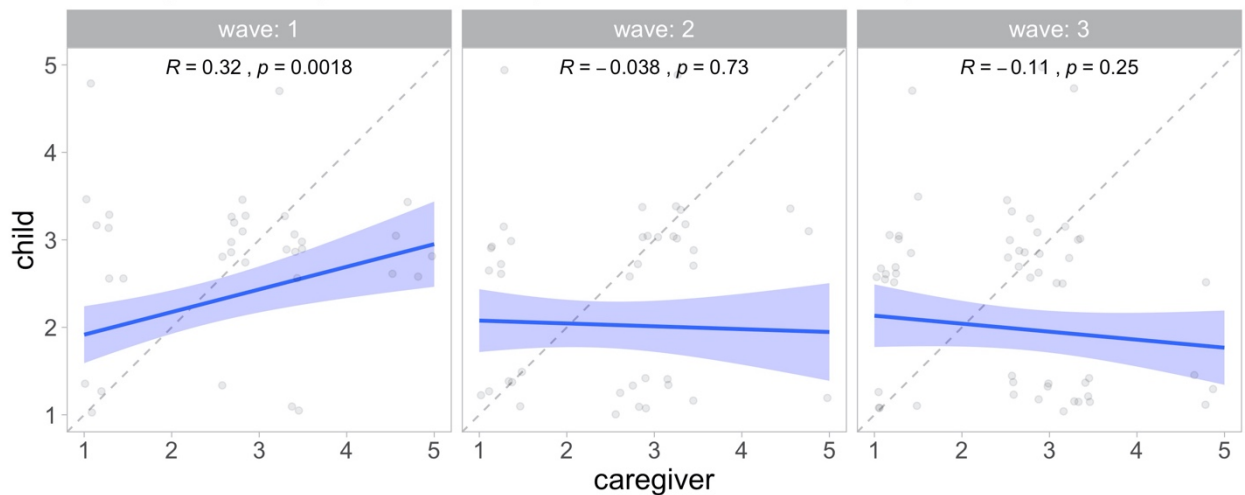 wave: 1
wave: 2
wave: 3
R = 0.32 , p = 0.0018
R = −0.038 , p = 0.73
R = −0.11 , p = 0.25
5
4
3
2
1
child
1 2 3 4 5
1 2 3 4 5
1 2 3 4 5
caregiver